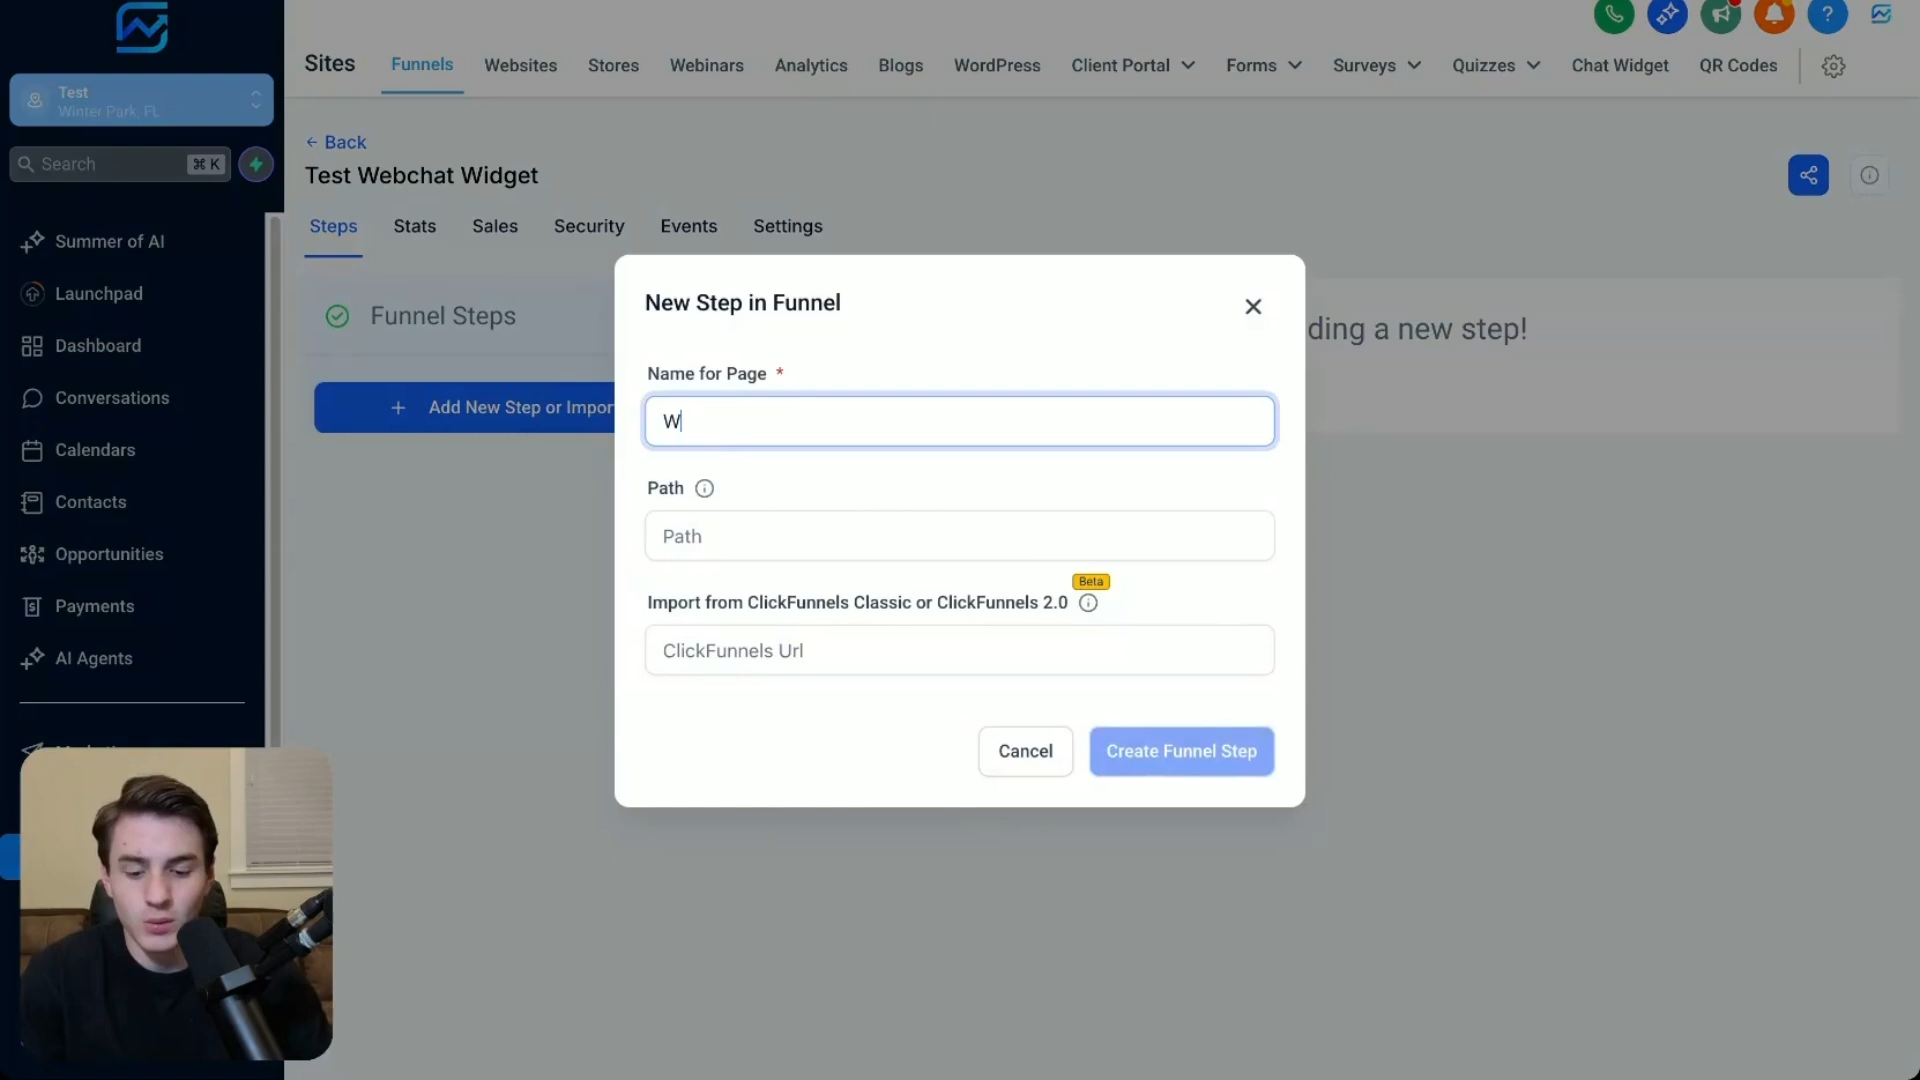 Sites
Funnels
Websites
Stores
Webinars
Analytics
Blogs
WordPress
Client Portal
Forms
Surveys
Quizzes
Chat Widget
QR Codes
Test
Winter Park, FL
Search
⌘ K
Summer of AI
Launchpad
Dashboard
Conversations
Calendars
Contacts
Opportunities
Payments
AI Agents
← Back
Test Webchat Widget
Steps
Stats
Sales
Security
Events
Settings
Funnel Steps
+ Add New Step or Impor
ding a new step!
New Step in Funnel
Name for Page *
W
Path
Path
Beta
Import from ClickFunnels Classic or ClickFunnels 2.0
ClickFunnels Url
Cancel
Create Funnel Step